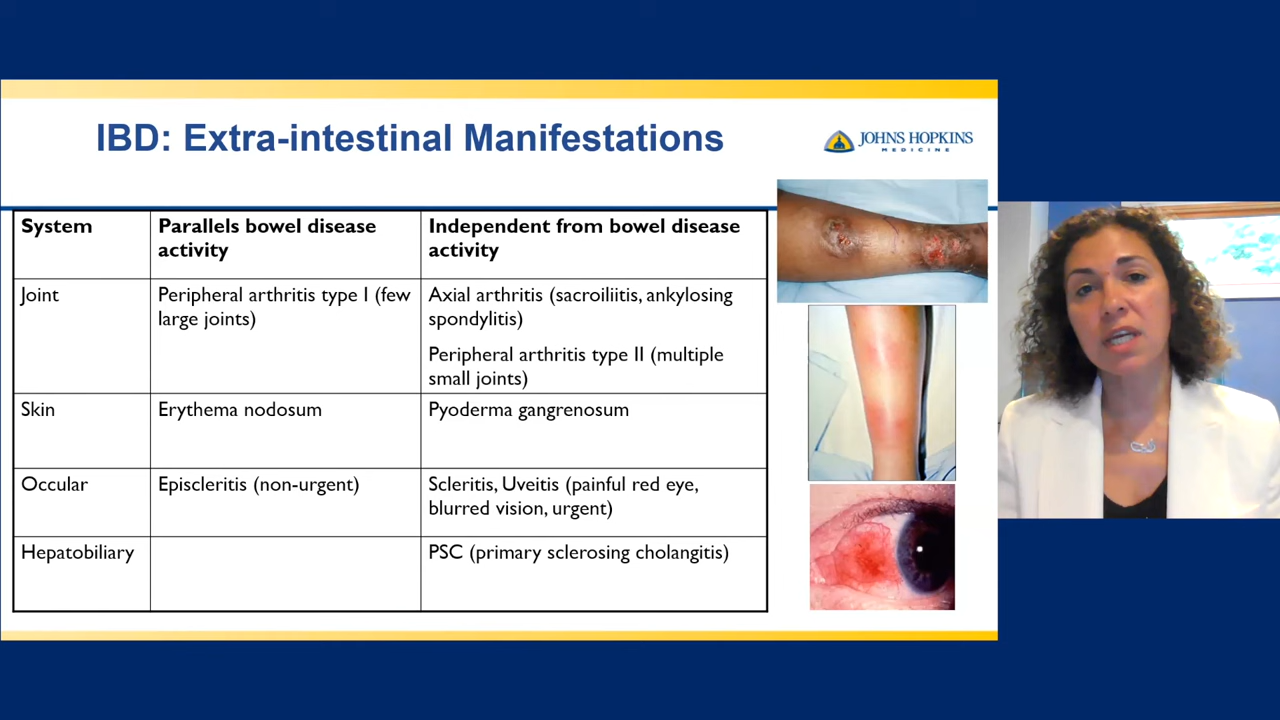 IBD: Extra-intestinal Manifestations
JOHNS HOPKINS
MEDICINE
System
Parallels bowel disease
activity
Independent from bowel disease
activity
Joint
Peripheral arthritis type I (few
large joints)
Axial arthritis (sacroiliitis, ankylosing
spondylitis)
Peripheral arthritis type II (multiple
small joints)
Skin
Erythema nodosum
Pyoderma gangrenosum
Occular
Episcleritis (non-urgent)
Scleritis, Uveitis (painful red eye,
blurred vision, urgent)
Hepatobiliary
PSC (primary sclerosing cholangitis)